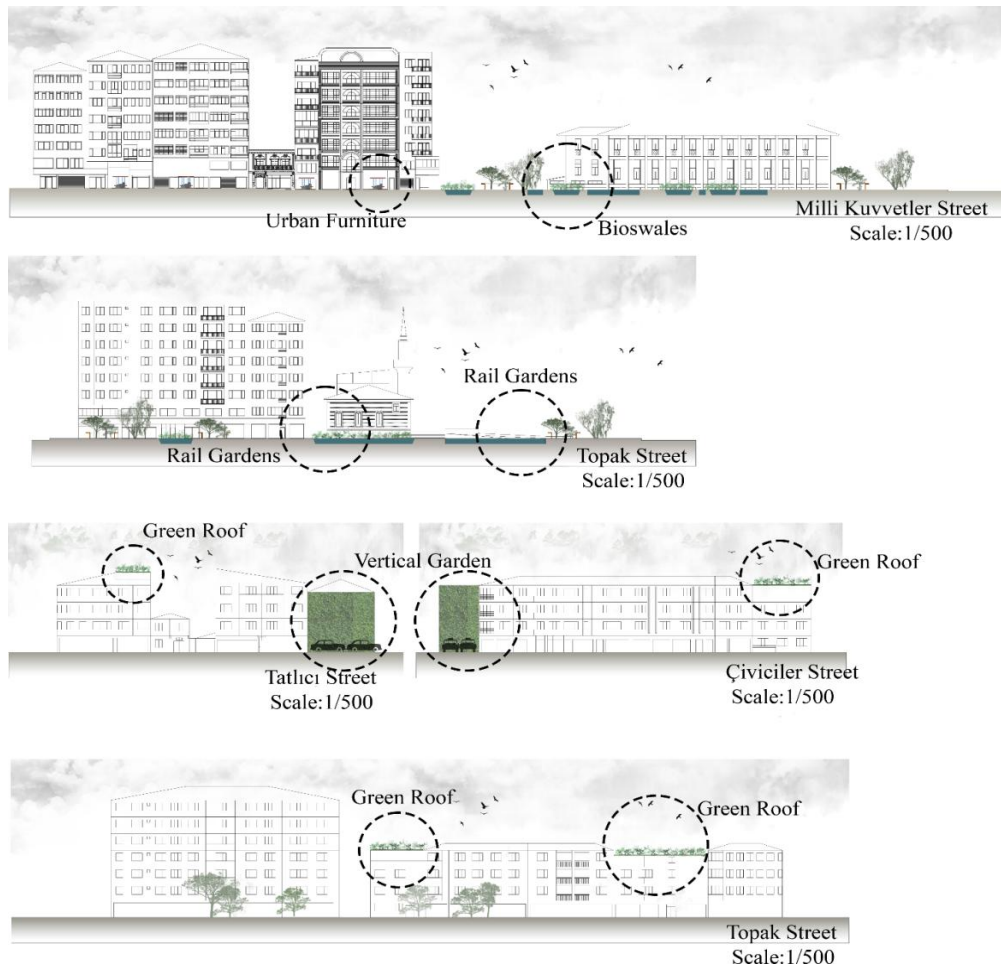 Urban Furniture
Bioswales
Milli Kuvvetler Street
Scale:1/500
Rail Gardens
Rail Gardens
Topak Street
Scale:1/500
Green Roof
Vertical Garden
Green Roof
Tatlıcı Street
Scale:1/500
Çiviciler Street
Scale:1/500
Green Roof
Green Roof
Topak Street
Scale:1/500